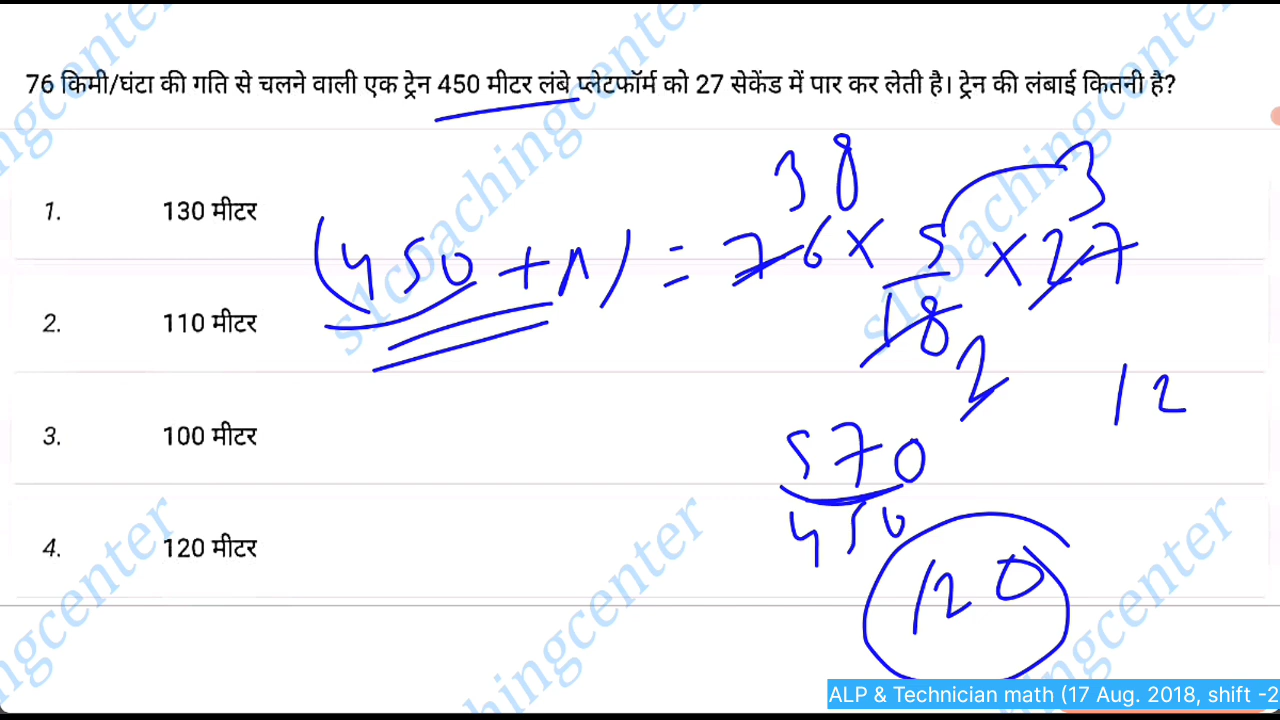 76 किमी/घंटा की गति से चलने वाली एक ट्रेन 450 मीटर लंबे प्लेटफॉर्म को 27 सेकेंड में पार कर लेती है। ट्रेन की लंबाई कितनी है?
1. 130 मीटर
2. 110 मीटर
3. 100 मीटर
4. 120 मीटर
38 3
(450 + ) = 76 × 5/18 × 27
2
12
570
450
120
s1coachingcenter
ALP & Technician math (17 Aug. 2018, shift -2